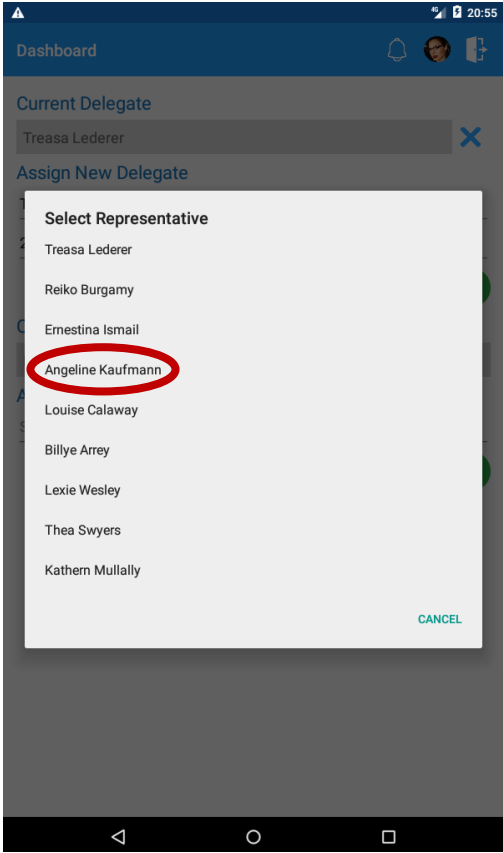 4G 20:55
Dashboard
Current Delegate
Treasa Lederer
Assign New Delegate
Select Representative
Treasa Lederer
Reiko Burgamy
Ernestina Ismail
Angeline Kaufmann
Louise Calaway
Billye Arrey
Lexie Wesley
Thea Swyers
Kathern Mullally
CANCEL